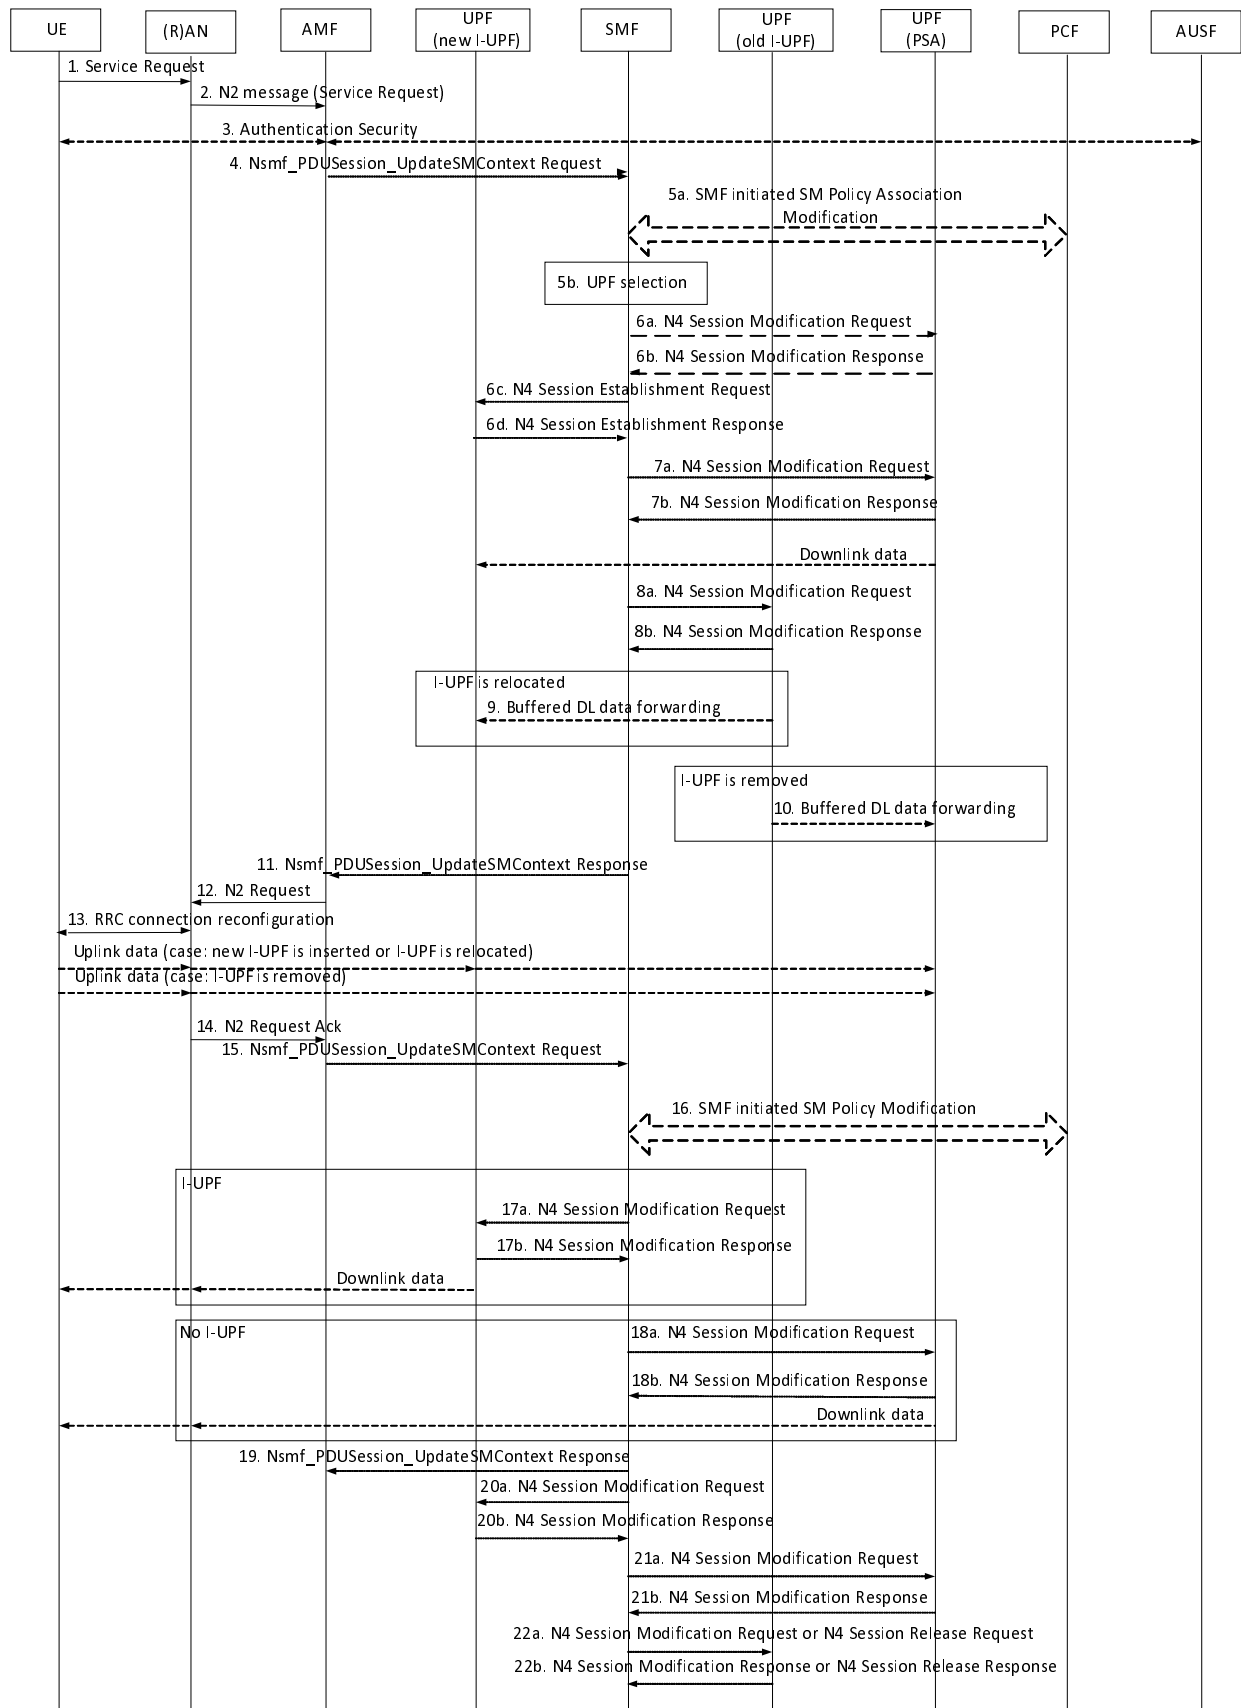 UE
(R)AN
AMF
UPF
(new I-UPF)
SMF
UPF
(old I-UPF)
UPF
(PSA)
PCF
AUSF
1. Service Request
2. N2 message (Service Request)
3. Authentication Security
4. Nsmf_PDUSession_UpdateSMContext Request
5a. SMF initiated SM Policy Association
Modification
5b. UPF selection
6a. N4 Session Modification Request
6b. N4 Session Modification Response
6c. N4 Session Establishment Request
6d. N4 Session Establishment Response
7a. N4 Session Modification Request
7b. N4 Session Modification Response
Downlink data
8a. N4 Session Modification Request
8b. N4 Session Modification Response
I-UPF is relocated
9. Buffered DL data forwarding
I-UPF is removed
10. Buffered DL data forwarding
11. Nsmf_PDUSession_UpdateSMContext Response
12. N2 Request
13. RRC connection reconfiguration
Uplink data (case: new I-UPF is inserted or I-UPF is relocated)
Uplink data (case: I-UPF is removed)
14. N2 Request Ack
15. Nsmf_PDUSession_UpdateSMContext Request
16. SMF initiated SM Policy Modification
I-UPF
17a. N4 Session Modification Request
17b. N4 Session Modification Response
Downlink data
No I-UPF
18a. N4 Session Modification Request
18b. N4 Session Modification Response
Downlink data
19. Nsmf_PDUSession_UpdateSMContext Response
20a. N4 Session Modification Request
20b. N4 Session Modification Response
21a. N4 Session Modification Request
21b. N4 Session Modification Response
22a. N4 Session Modification Request or N4 Session Release Request
22b. N4 Session Modification Response or N4 Session Release Response